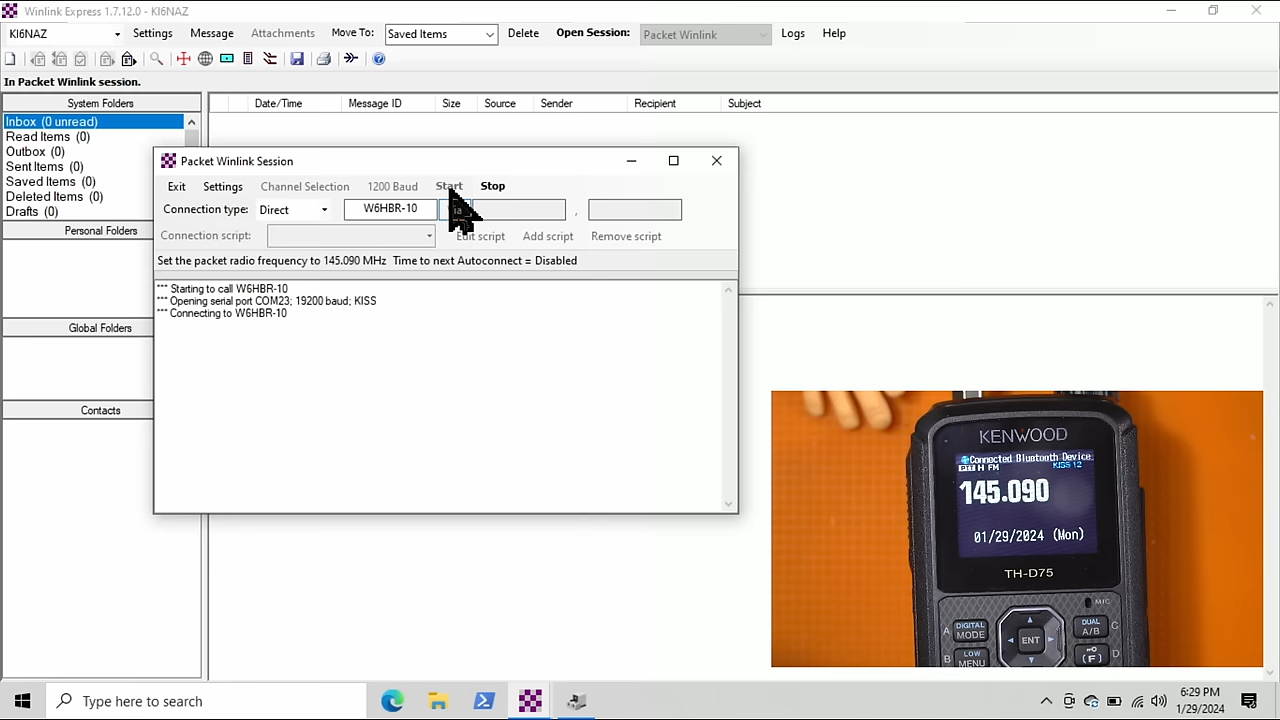 Winlink Express 1.7.12.0 - KI6NAZ
KI6NAZ Settings Message Attachments Move To: Saved Items Delete Open Session: Packet Winlink Logs Help
In Packet Winlink session.
System Folders
Inbox (0 unread)
Read Items (0)
Outbox (0)
Sent Items (0)
Saved Items (0)
Deleted Items (0)
Drafts (0)
Personal Folders
Global Folders
Contacts
Date/Time Message ID Size Source Sender Recipient Subject
Packet Winlink Session
Exit Settings Channel Selection 1200 Baud Start Stop
Connection type: Direct W6HBR-10 ,
Connection script: Edit script Add script Remove script
Set the packet radio frequency to 145.090 MHz Time to next Autoconnect = Disabled
*** Starting to call W6HBR-10
*** Opening serial port COM23; 19200 baud; KISS
*** Connecting to W6HBR-10
KENWOOD
Connected Bluetooth Device
PTT H FM KISS 12
145.090
01/29/2024 (Mon)
TH-D75
MIC
A DIGITAL MODE ENT DUAL A/B C
B LOW MENU (F) D
Type here to search
6:29 PM
1/29/2024